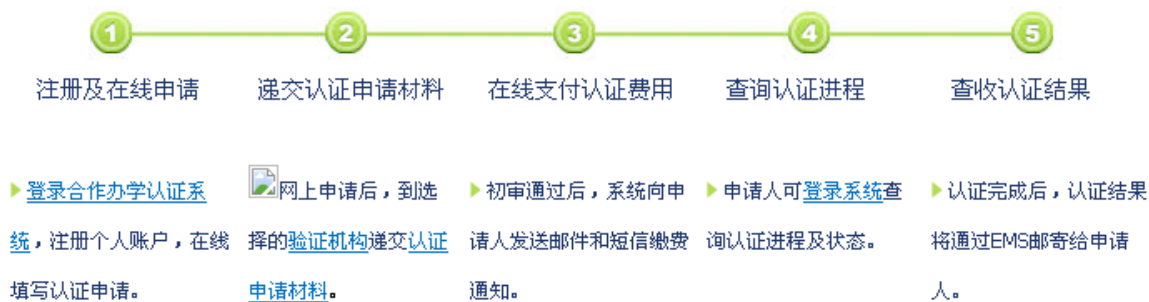 1
2
3
4
5
注册及在线申请
递交认证申请材料
在线支付认证费用
查询认证进程
查收认证结果
登录合作办学认证系
统，注册个人账户，在线
填写认证申请。
网上申请后，到选
择的验证机构递交认证
申请材料。
初审通过后，系统向申
请人发送邮件和短信缴费
通知。
申请人可登录系统查
询认证进程及状态。
认证完成后，认证结果
将通过EMS邮寄给申请
人。